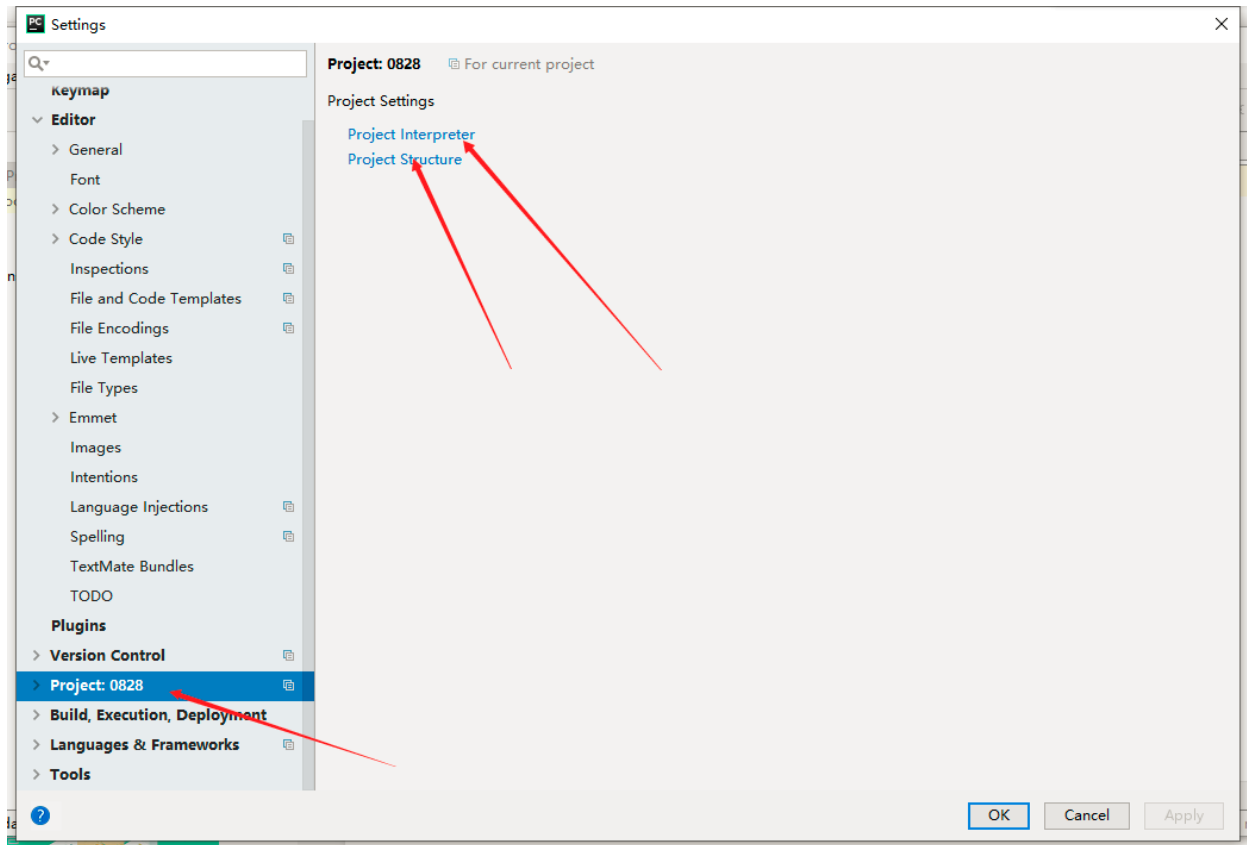 PC Settings
Project: 0828 For current project
Keymap
Project Settings
Editor
Project Interpreter
General
Project Structure
Font
Color Scheme
Code Style
Inspections
File and Code Templates
File Encodings
Live Templates
File Types
Emmet
Images
Intentions
Language Injections
Spelling
TextMate Bundles
TODO
Plugins
Version Control
Project: 0828
Build, Execution, Deployment
Languages & Frameworks
Tools
?
OK Cancel Apply